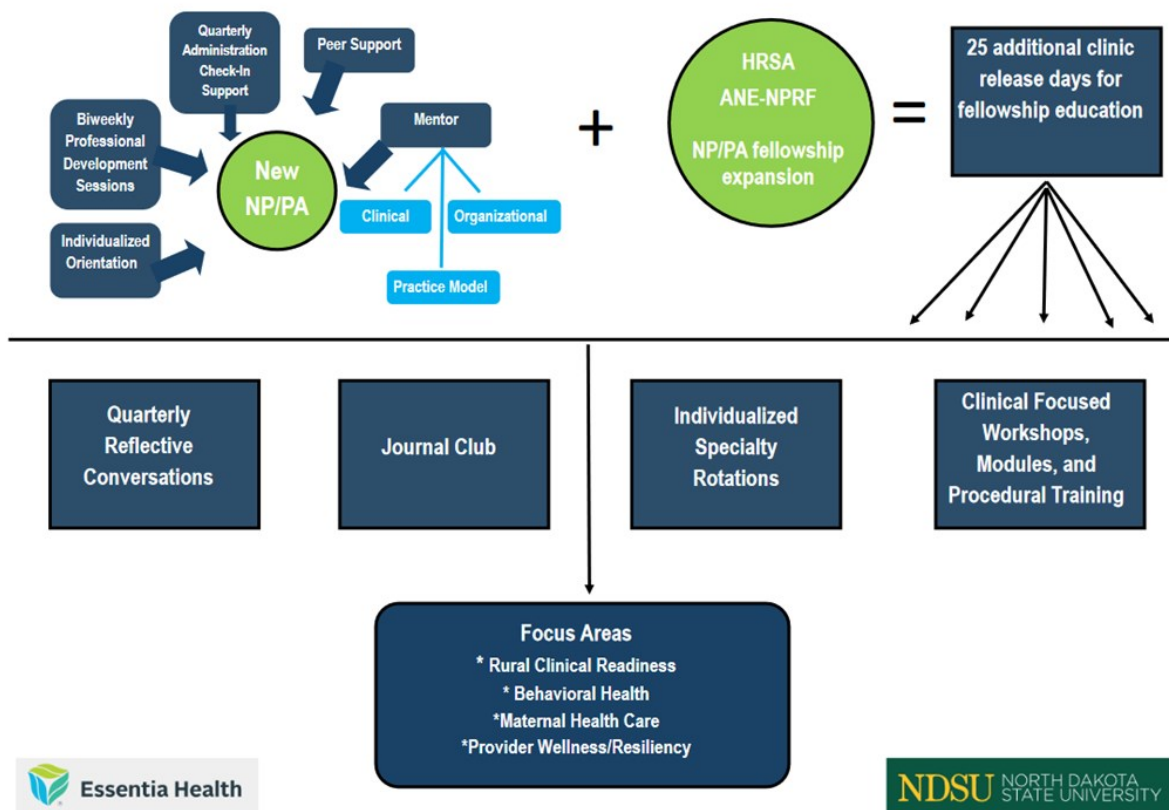 Quarterly
Administration
Check-In
Support
Peer Support
Biweekly
Professional
Development
Sessions
Mentor
New
NP/PA
Clinical
Organizational
Individualized
Orientation
Practice Model
+
HRSA
ANE-NPRF
NP/PA fellowship
expansion
=
25 additional clinic
release days for
fellowship education
Quarterly
Reflective
Conversations
Journal Club
Individualized
Specialty
Rotations
Clinical Focused
Workshops,
Modules, and
Procedural Training
Focus Areas
* Rural Clinical Readiness
* Behavioral Health
*Maternal Health Care
*Provider Wellness/Resiliency
Essentia Health
NDSU
NORTH DAKOTA
STATE UNIVERSITY